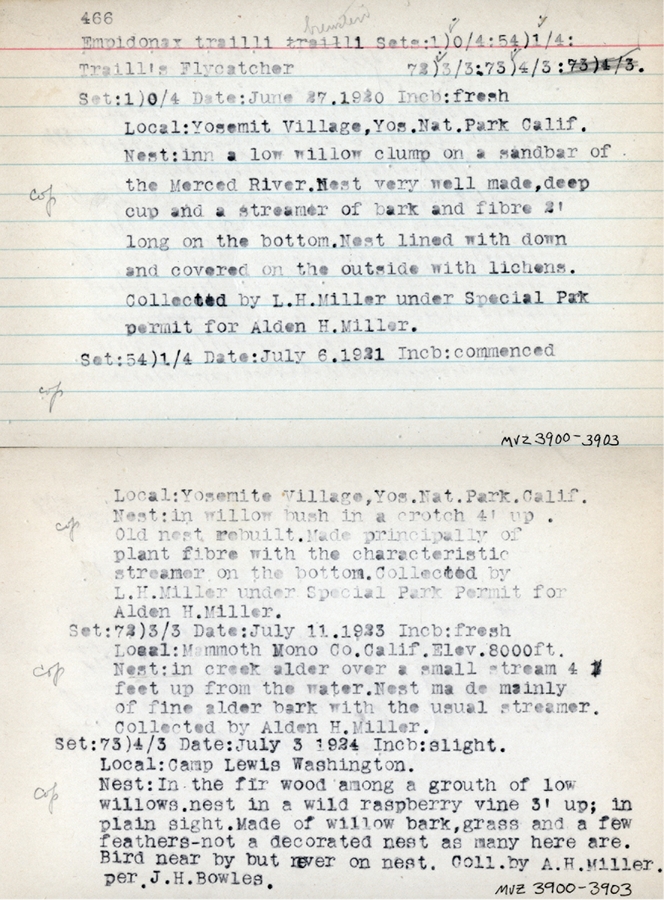 466
brewsteri
Empidonax trailli trailli Sets:1)0/4:54)1/4:
Traill's Flycatcher 72)3/3:73)4/3:73)4/3.
Set:1)0/4 Date:June 27.1920 Incb:fresh
Local:Yosemit Village,Yos.Nat.Park Calif.
Nest:inn a low willow clump on a sandbar of
cop
the Merced River.Nest very well made,deep
cup and a streamer of bark and fibre 2'
long on the bottom.Nest lined with down
and covered on the outside with lichens.
Collected by L.H.Miller under Special Pak
permit for Alden H.Miller.
Set:54)1/4 Date:July 6.1921 Incb:commenced
cop
MVZ 3900-3903
Local:Yosemite Village,Yos.Nat.Park.Calif.
Nest:in willow bush in a crotch 4' up .
cop
Old nest rebuilt.Made principally of
plant fibre with the characteristic
streamer on the bottom.Collected by
L.H.Miller under Special Park Permit for
Alden H.Miller.
Set:72)3/3 Date:July 11.1923 Incb:fresh
Local:Mammoth Mono Co.Calif.Elev.8000ft.
cop
Nest:in creek alder over a small stream 4
feet up from the water.Nest ma de mainly
of fine alder bark with the usual streamer.
Collected by Alden H.Miller.
Set:73)4/3 Date:July 3 1924 Incb:slight.
Local:Camp Lewis Washington.
Nest:In the fir wood among a grouth of low
cop
willows.nest in a wild raspberry vine 3' up; in
plain sight.Made of willow bark,grass and a few
feathers-not a decorated nest as many here are.
Bird near by but never on nest. Coll.by A.H.Miller.
per.J.H.Bowles.
MVZ 3900-3903